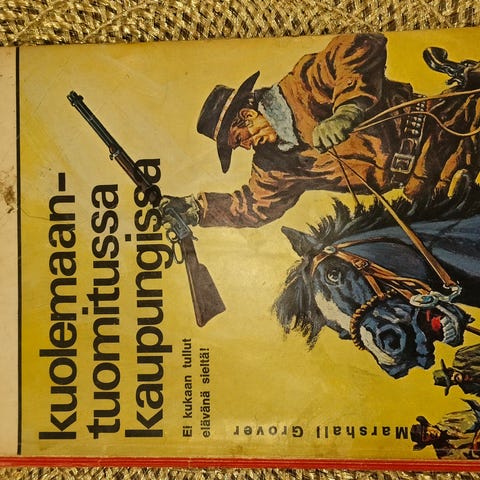 kuolemaan-
tuomitussa
kaupungissa
Ei kukaan tullut
elävänä sieltä!
Marshall Grover